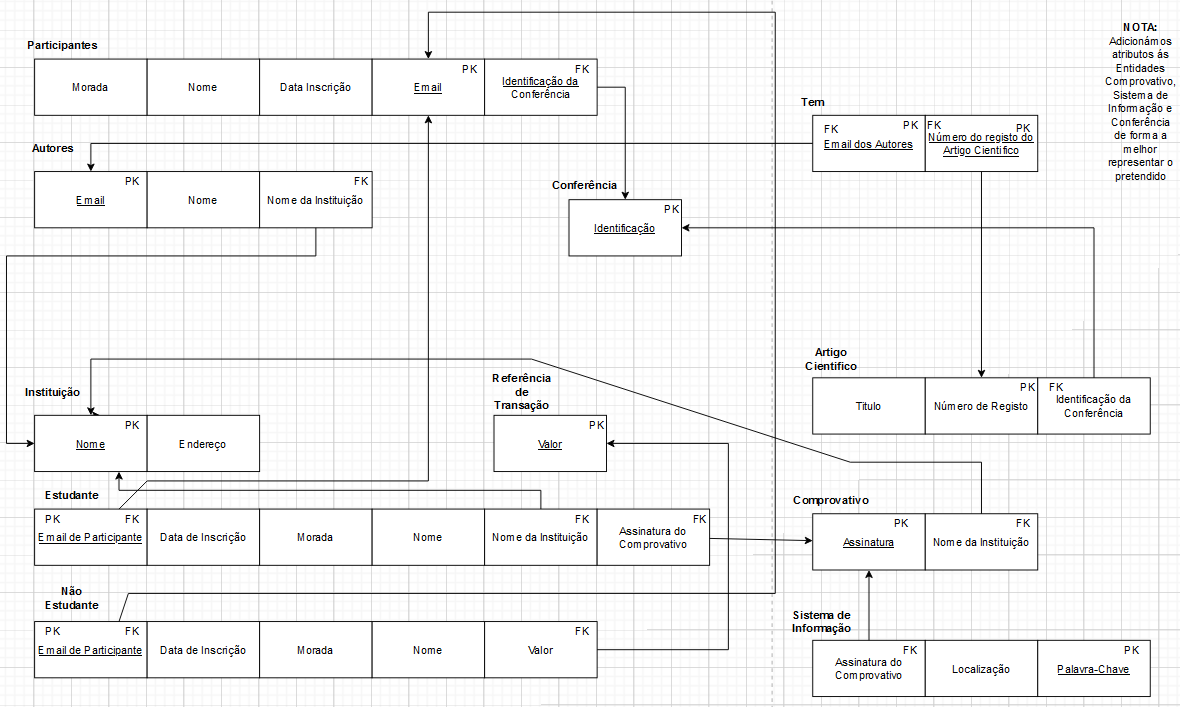 Participantes
Morada
Nome
Data Inscrição
PK
Email
FK
Identificação da
Conferência
NOTA:
Adicionámos
atributos ás
Entidades
Comprovativo,
Sistema de
Informação e
Conferência
de forma a
melhor
representar o
pretendido
Tem
FK
PK
Email dos Autores
FK
PK
Número do registo do
Artigo Cientifico
Autores
PK
Email
Nome
FK
Nome da Instituição
Conferência
PK
Identificação
Artigo
Cientifico
Titulo
PK
Número de Registo
FK
Identificação da
Conferência
Instituição
PK
Nome
Endereço
Referência
de
Transação
PK
Valor
Estudante
PK
FK
Email de Participante
Data de Inscrição
Morada
Nome
FK
Nome da Instituição
FK
Assinatura do
Comprovativo
Comprovativo
PK
Assinatura
FK
Nome da Instituição
Não
Estudante
PK
FK
Email de Participante
Data de Inscrição
Morada
Nome
FK
Valor
Sistema de
Informação
FK
Assinatura do
Comprovativo
Localização
PK
Palavra-Chave